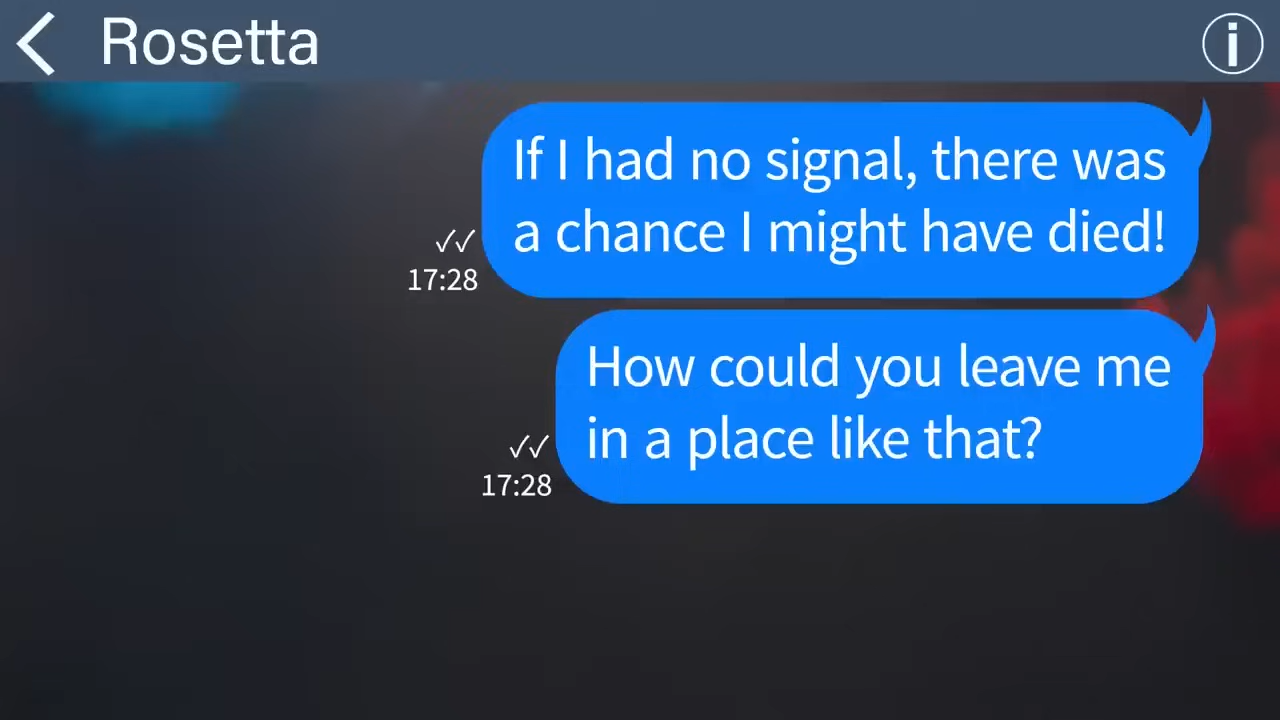 Rosetta
If I had no signal, there was
a chance I might have died!
17:28
How could you leave me
in a place like that?
17:28